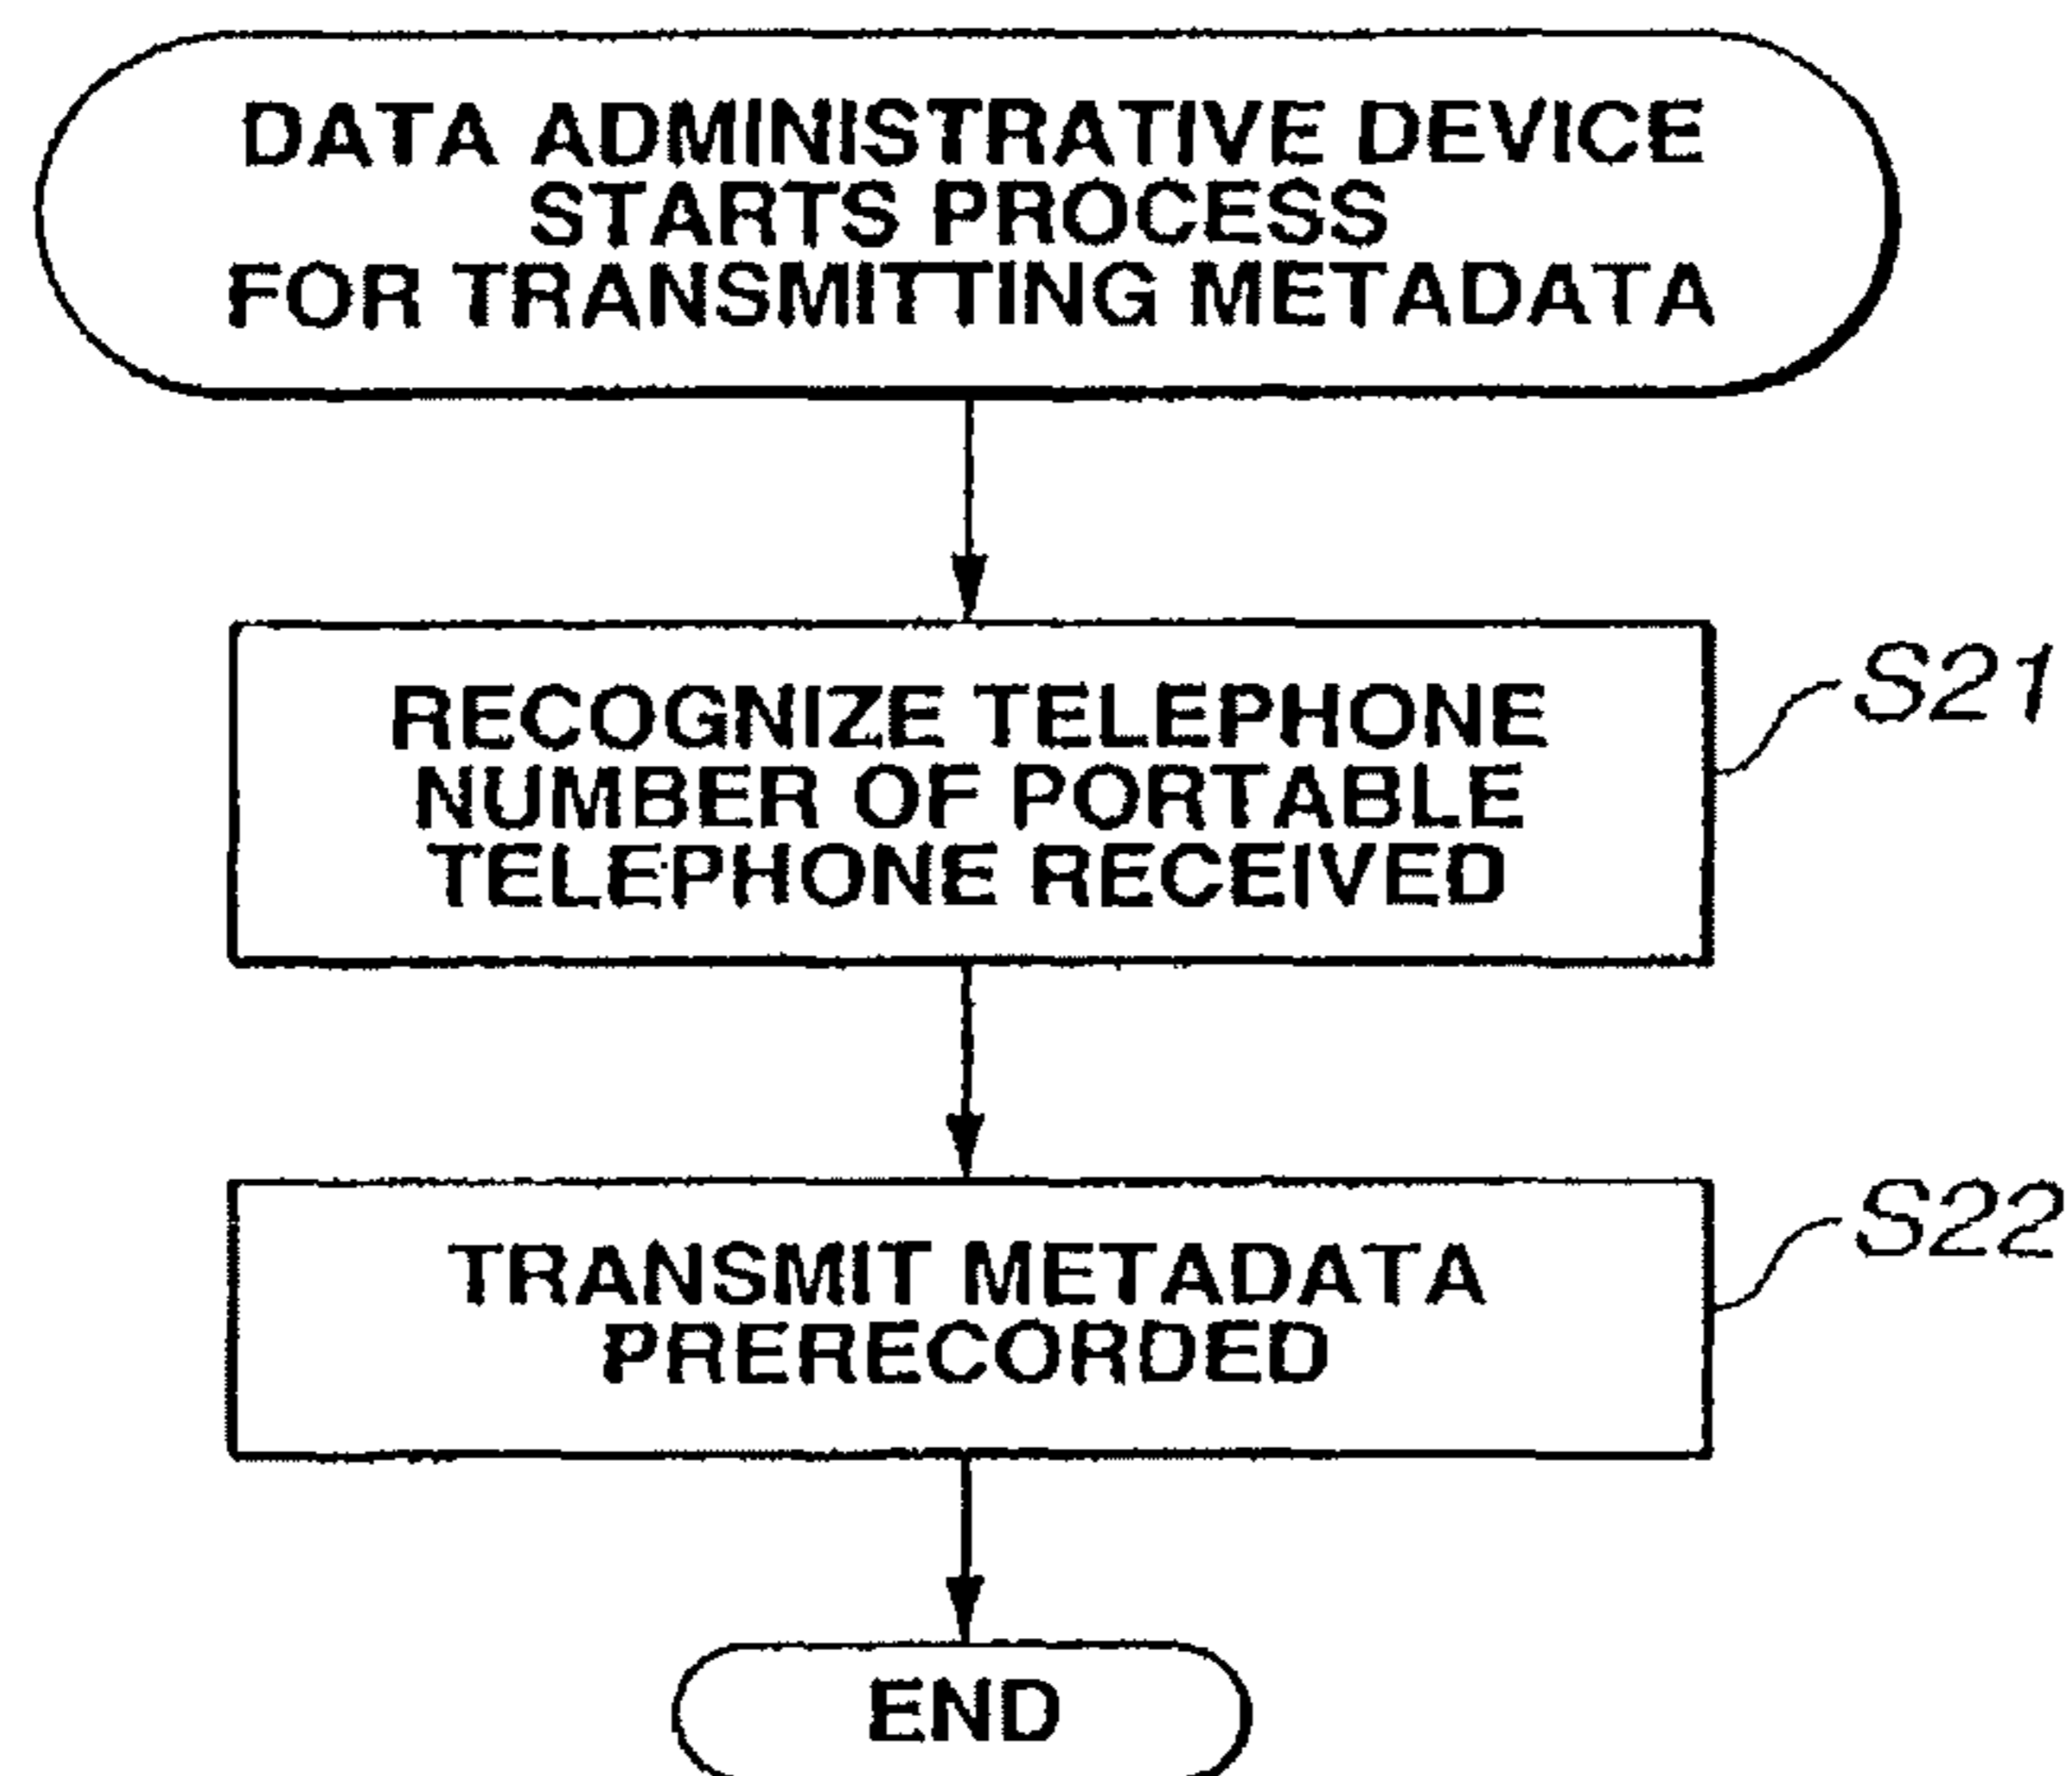 DATA ADMINISTRATIVE DEVICE
STARTS PROCESS
FOR TRANSMITTING METADATA
RECOGNIZE TELEPHONE
NUMBER OF PORTABLE
TELEPHONE RECEIVED
S21
TRANSMIT METADATA
PRERECORDED
S22
END